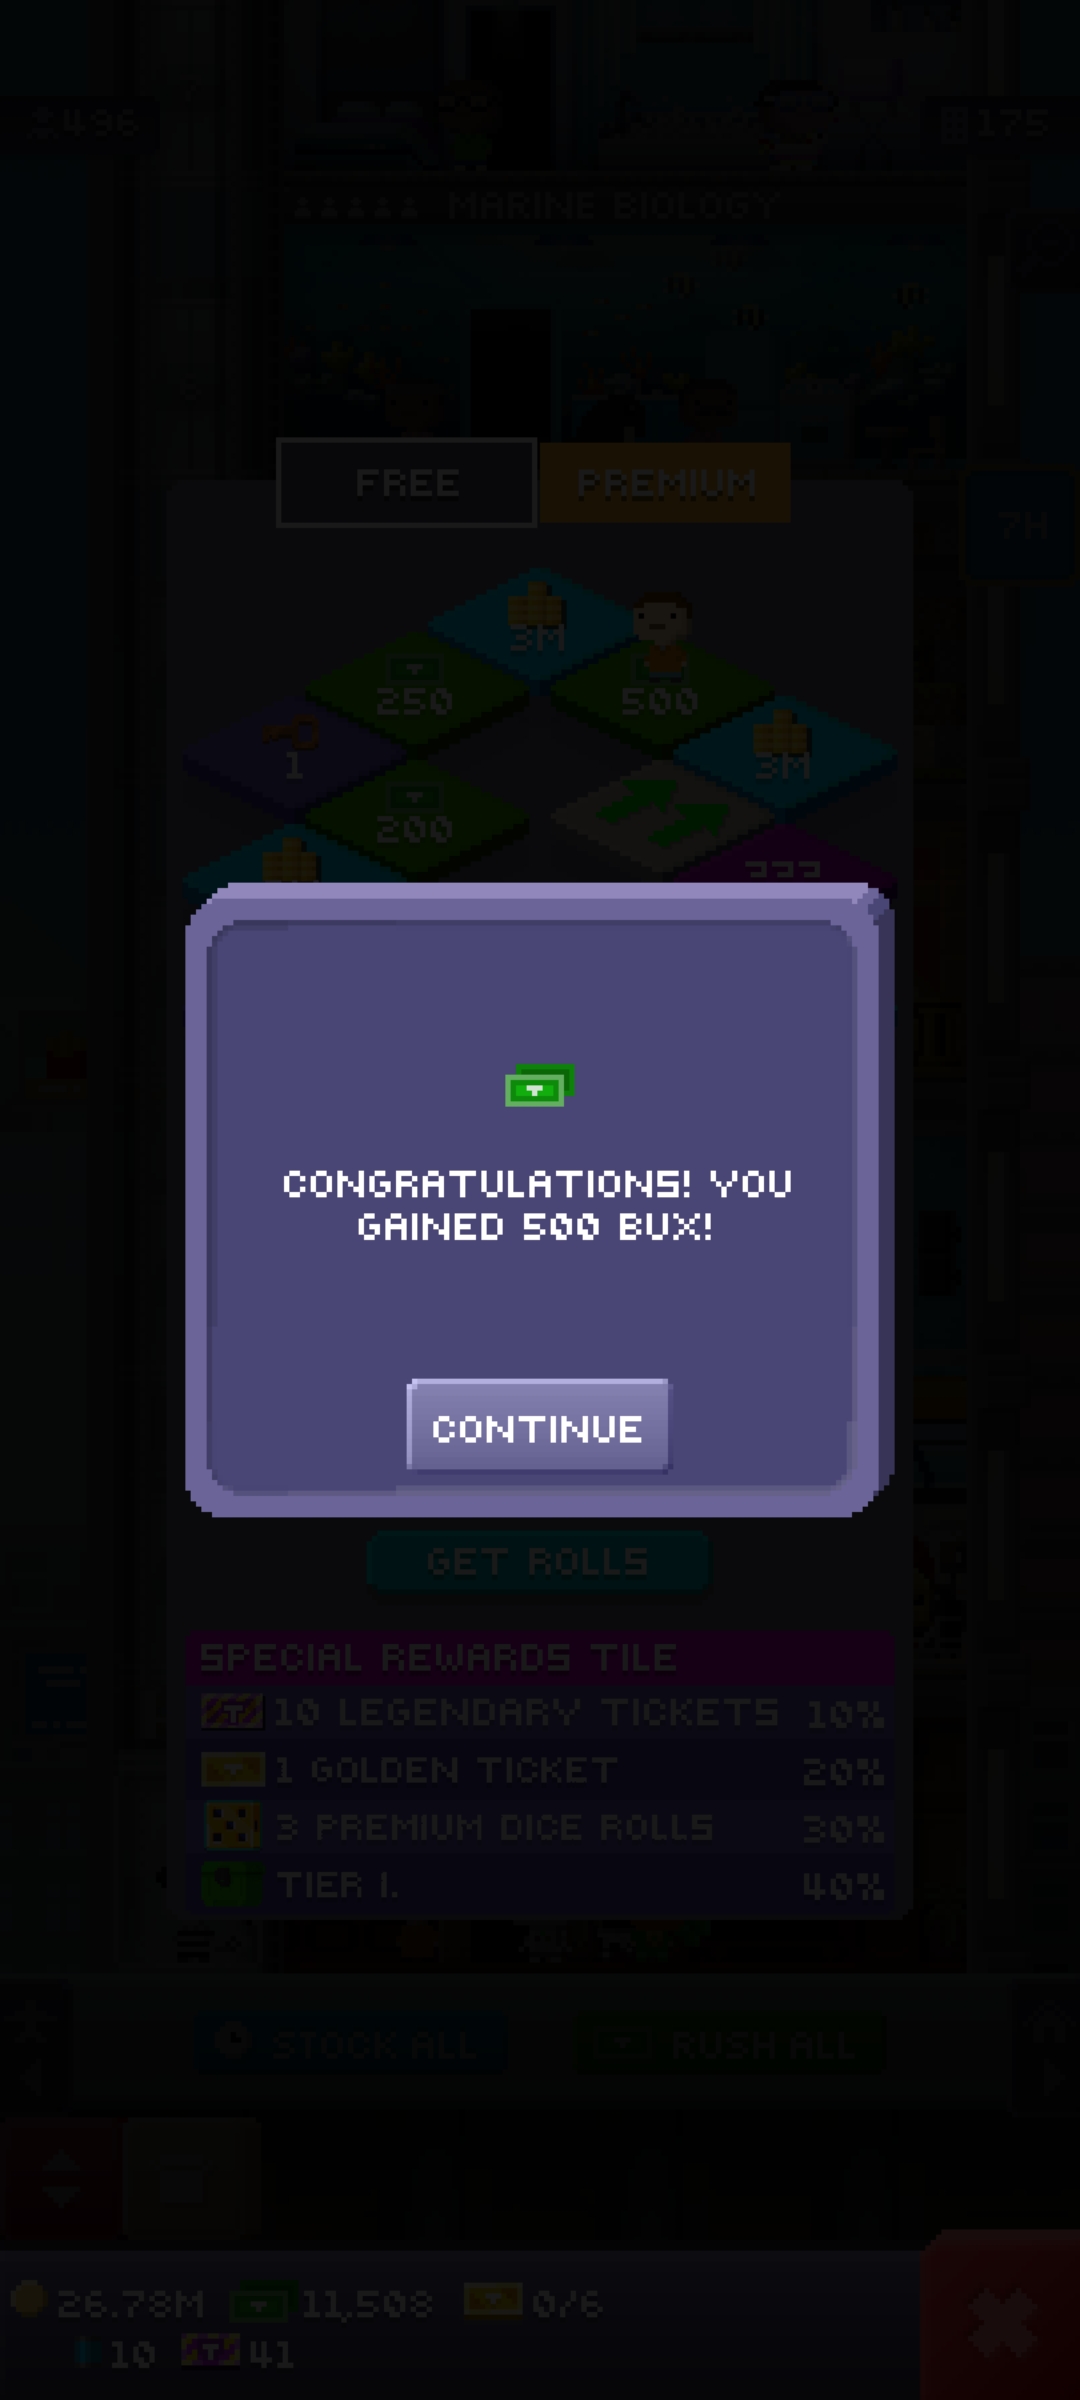 496
175
MARINE BIOLOGY
FREE
PREMIUM
7H
3M
250
500
1
3M
200
???
CONGRATULATIONS! YOU
GAINED 500 BUX!
CONTINUE
GET ROLLS
SPECIAL REWARDS TILE
10 LEGENDARY TICKETS 10%
1 GOLDEN TICKET 20%
3 PREMIUM DICE ROLLS 30%
TIER 1. 40%
STOCK ALL
RUSH ALL
26.78M 11,508 0/6
10 41